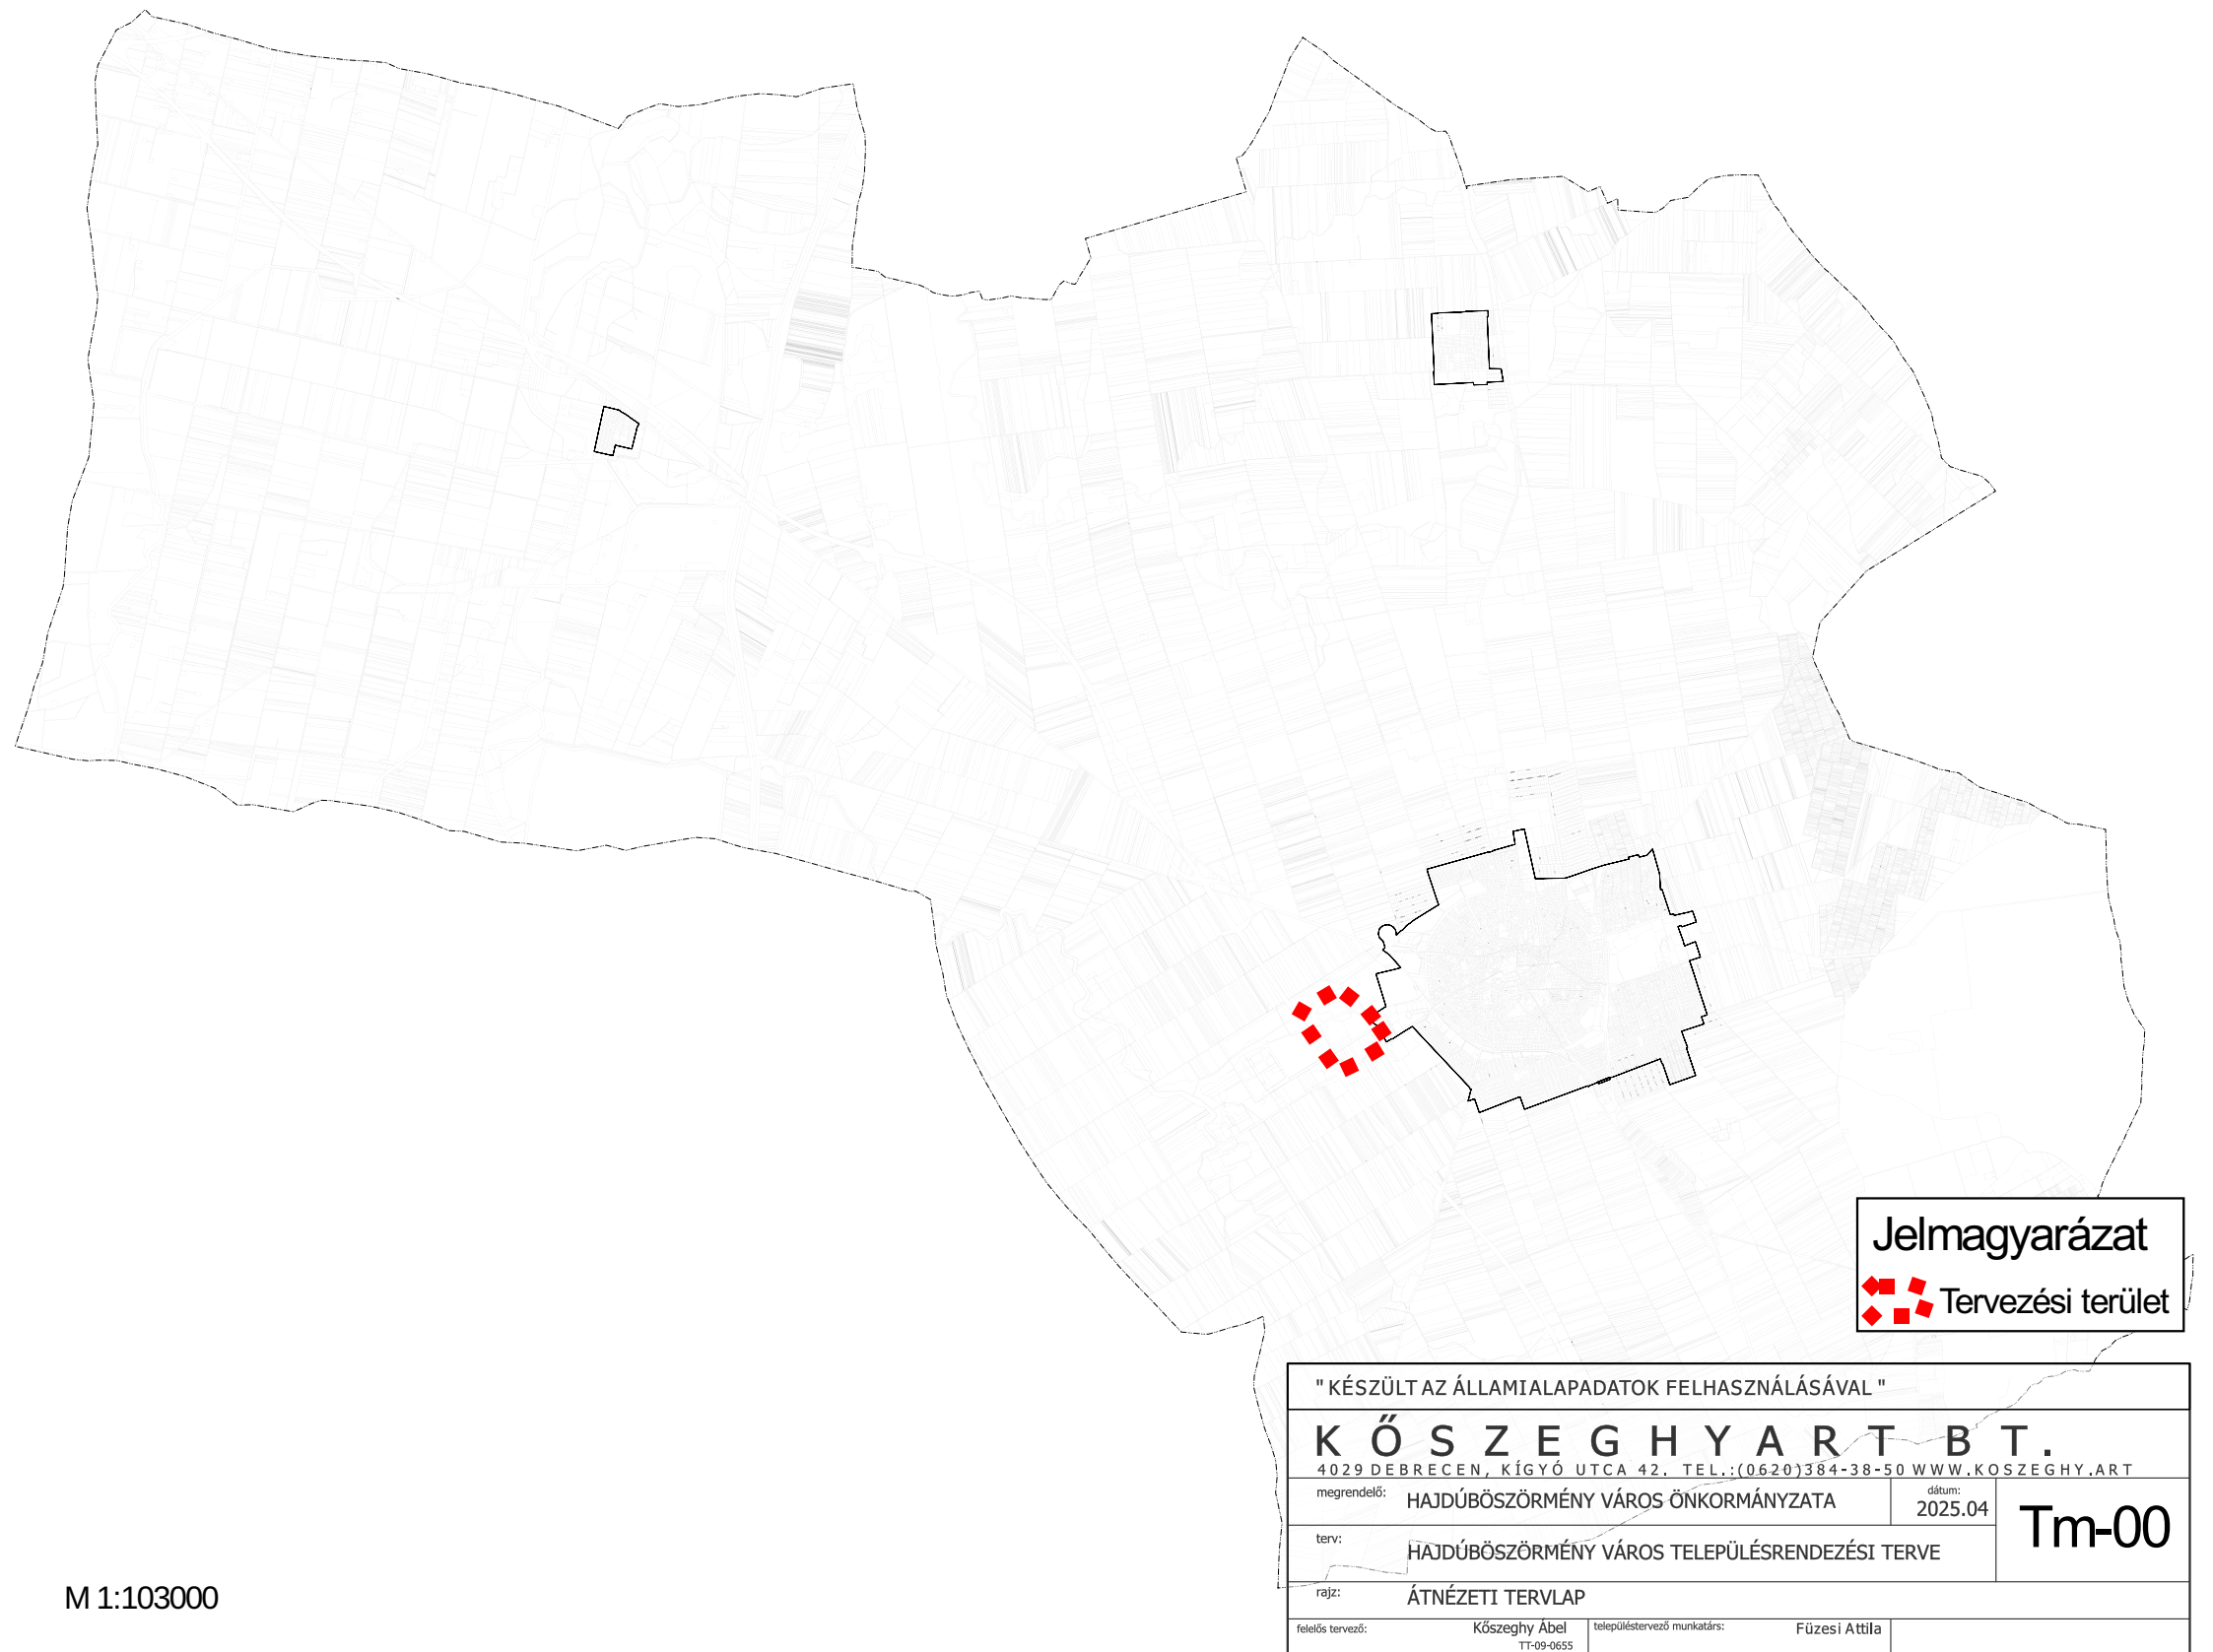 Jelmagyarázat
Tervezési terület
"KÉSZÜLT AZ ÁLLAMI ALAPADATOK FELHASZNÁLÁSÁVAL"
KŐSZEGHYART BT.
4029 DEBRECEN, KÍGYÓ UTCA 42. TEL.:(0620)384-38-50 WWW.KOSZEGHY.ART
megrendelő: HAJDÚBÖSZÖRMÉNY VÁROS ÖNKORMÁNYZATA
dátum:
2025.04
Tm-00
terv: HAJDÚBÖSZÖRMÉNY VÁROS TELEPÜLÉSRENDEZÉSI TERVE
rajz: ÁTNÉZETI TERVLAP
M 1:103000
felelős tervező: Kőszeghy Ábel településtervező munkatárs: Füzesi Attila
TT-09-0655